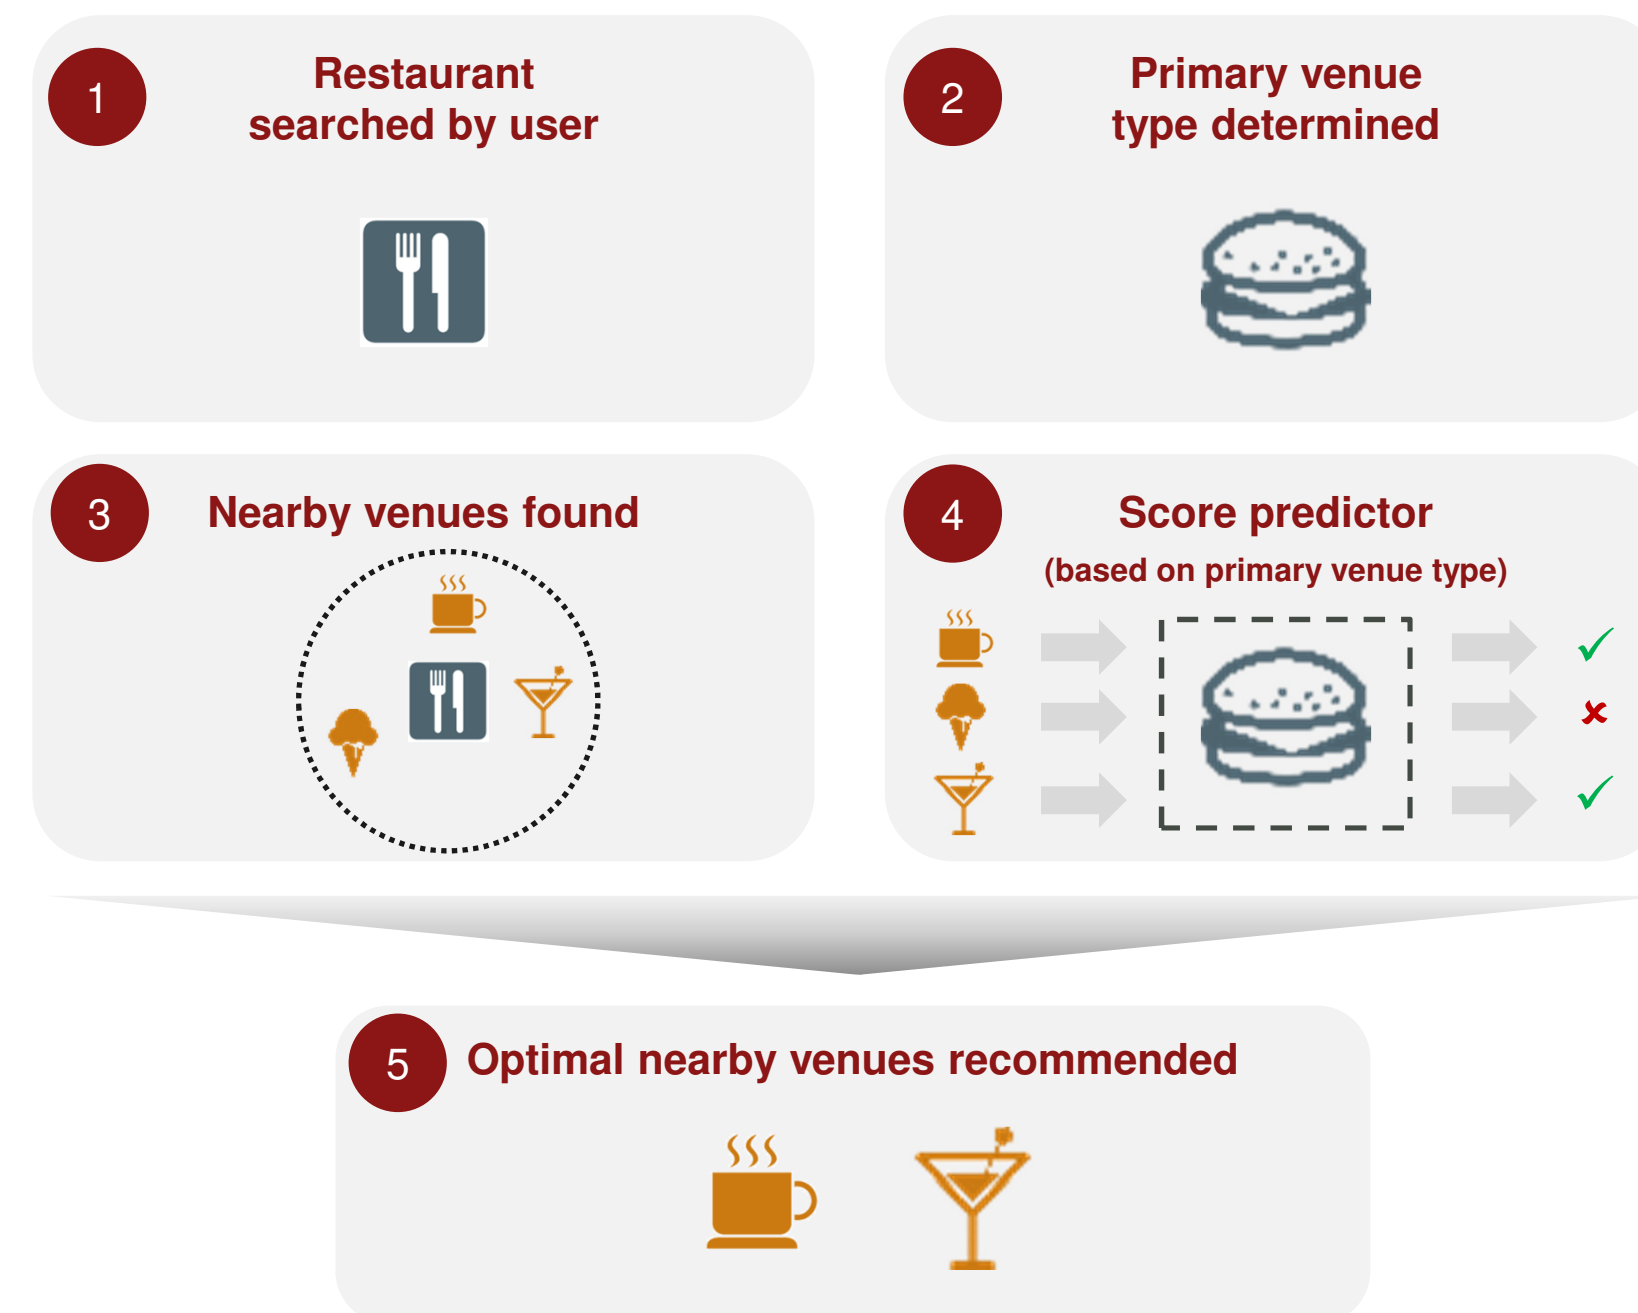 1
Restaurant
searched by user
2
Primary venue
type determined
3
Nearby venues found
4
Score predictor
(based on primary venue type)
5
Optimal nearby venues recommended